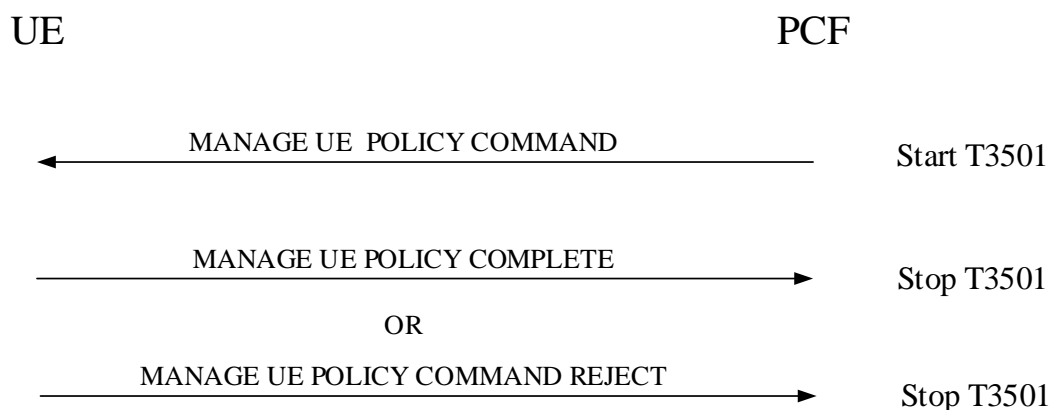 UE PCF
MANAGE UE POLICY COMMAND Start T3501
MANAGE UE POLICY COMPLETE Stop T3501
OR
MANAGE UE POLICY COMMAND REJECT Stop T3501